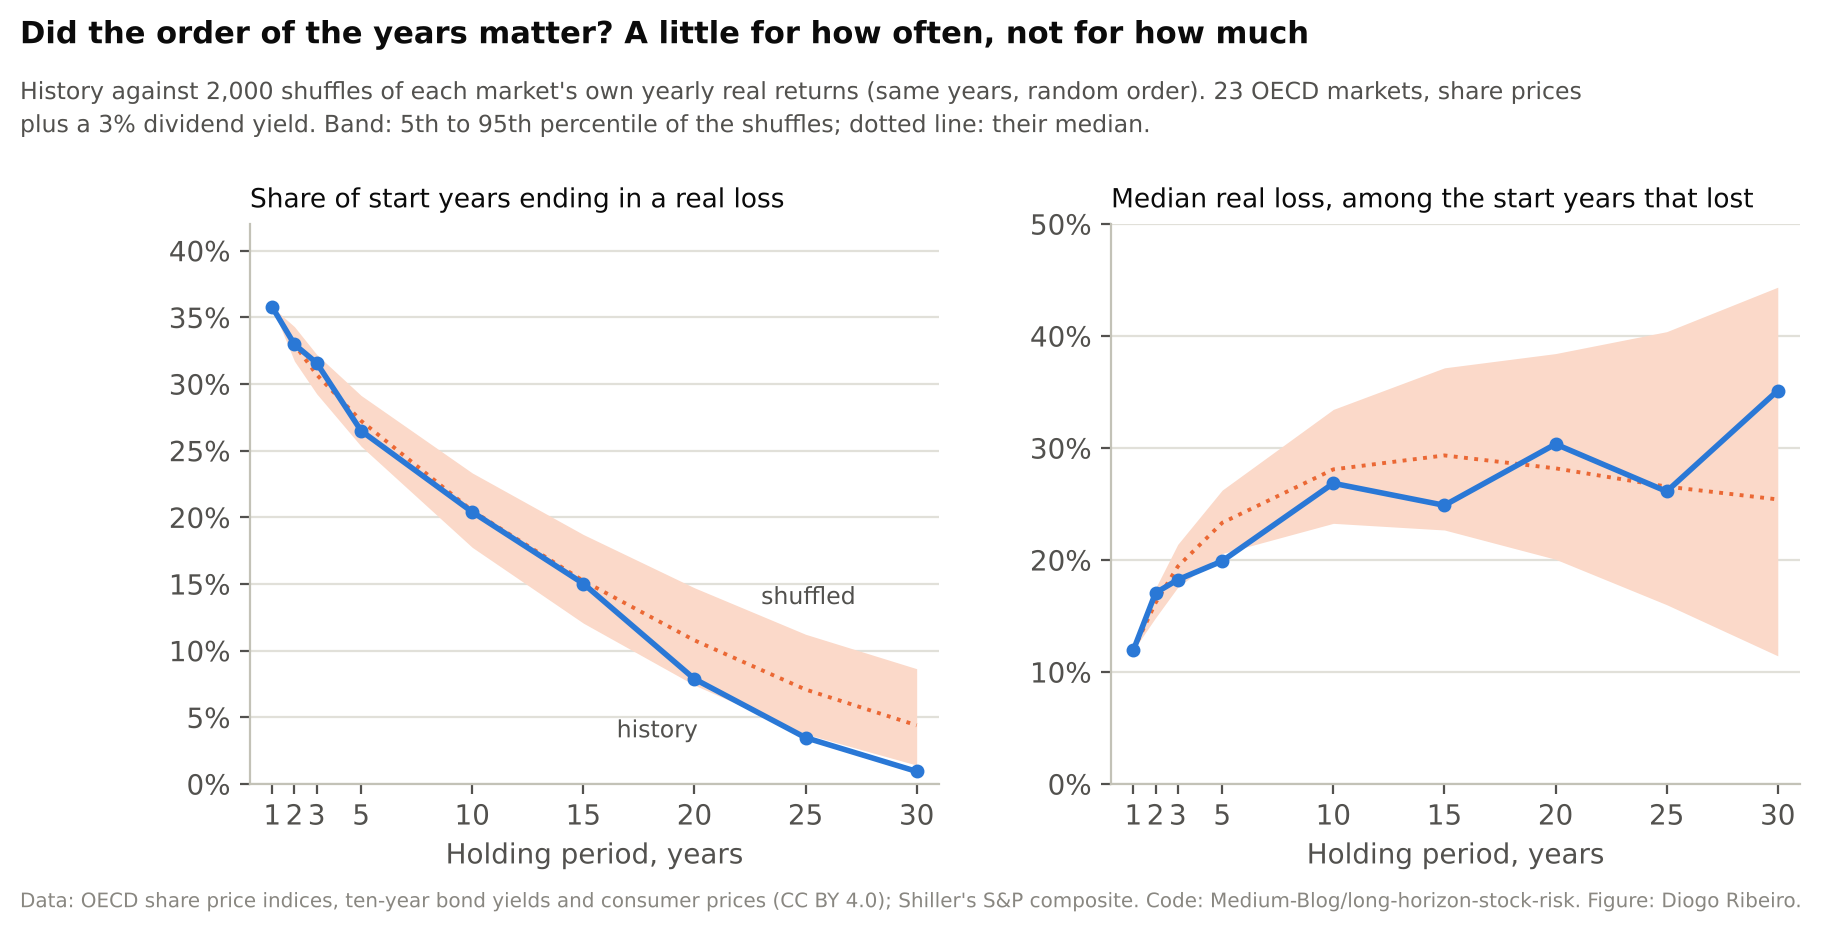 Did the order of the years matter? A little for how often, not for how much
History against 2,000 shuffles of each market's own yearly real returns (same years, random order). 23 OECD markets, share prices
plus a 3% dividend yield. Band: 5th to 95th percentile of the shuffles; dotted line: their median.
Share of start years ending in a real loss
40%
35%
30%
25%
20%
15%
10%
5%
0%
shuffled
history
1 2 3 5 10 15 20 25 30
Holding period, years
Median real loss, among the start years that lost
50%
40%
30%
20%
10%
0%
1 2 3 5 10 15 20 25 30
Holding period, years
Data: OECD share price indices, ten-year bond yields and consumer prices (CC BY 4.0); Shiller's S&P composite. Code: Medium-Blog/long-horizon-stock-risk. Figure: Diogo Ribeiro.